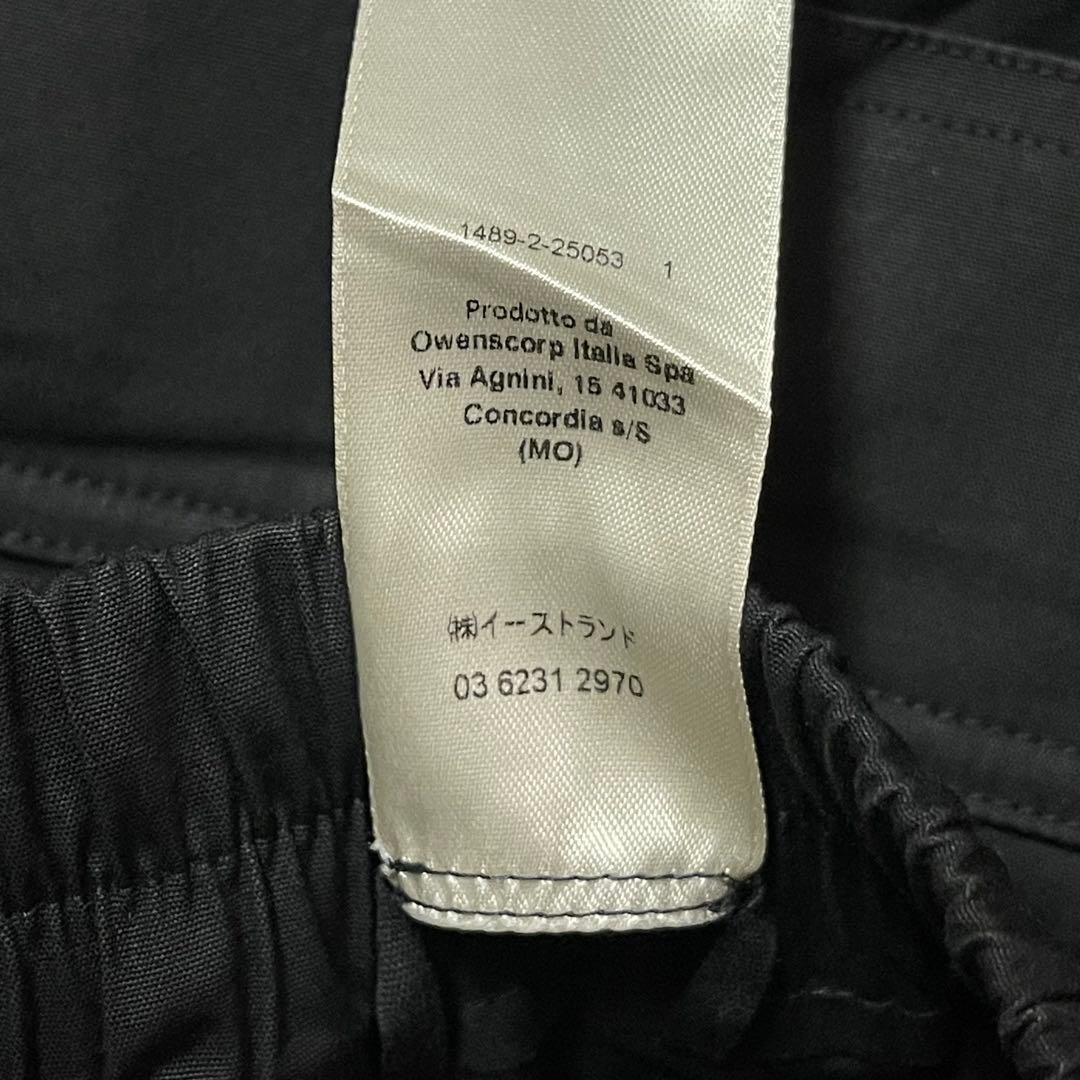 1489-2-25053 1
Prodotto da
Owenscorp Italia Spa
Via Agnini, 15 41033
Concordia s/S
(MO)
㈱イーストランド
03 6231 2970